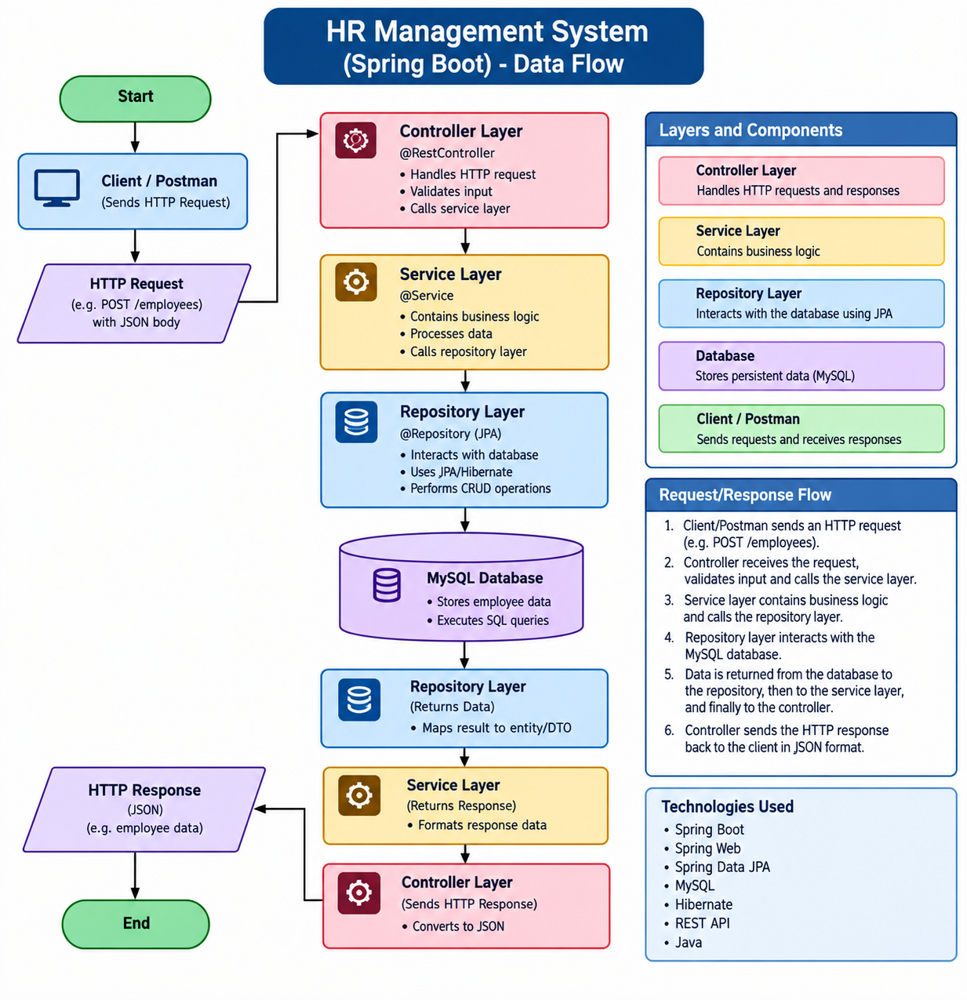 HR Management System
(Spring Boot) - Data Flow
Start
Client / Postman
(Sends HTTP Request)
HTTP Request
(e.g. POST /employees)
with JSON body
Controller Layer
@RestController
• Handles HTTP request
• Validates input
• Calls service layer
Service Layer
@Service
• Contains business logic
• Processes data
• Calls repository layer
Repository Layer
@Repository (JPA)
• Interacts with database
• Uses JPA/Hibernate
• Performs CRUD operations
MySQL Database
• Stores employee data
• Executes SQL queries
Repository Layer
(Returns Data)
• Maps result to entity/DTO
Service Layer
(Returns Response)
• Formats response data
Controller Layer
(Sends HTTP Response)
• Converts to JSON
HTTP Response
(JSON)
(e.g. employee data)
End
Layers and Components
Controller Layer
Handles HTTP requests and responses
Service Layer
Contains business logic
Repository Layer
Interacts with the database using JPA
Database
Stores persistent data (MySQL)
Client / Postman
Sends requests and receives responses
Request/Response Flow
1. Client/Postman sends an HTTP request
(e.g. POST /employees).
2. Controller receives the request,
validates input and calls the service layer.
3. Service layer contains business logic
and calls the repository layer.
4. Repository layer interacts with the
MySQL database.
5. Data is returned from the database to
the repository, then to the service layer,
and finally to the controller.
6. Controller sends the HTTP response
back to the client in JSON format.
Technologies Used
• Spring Boot
• Spring Web
• Spring Data JPA
• MySQL
• Hibernate
• REST API
• Java